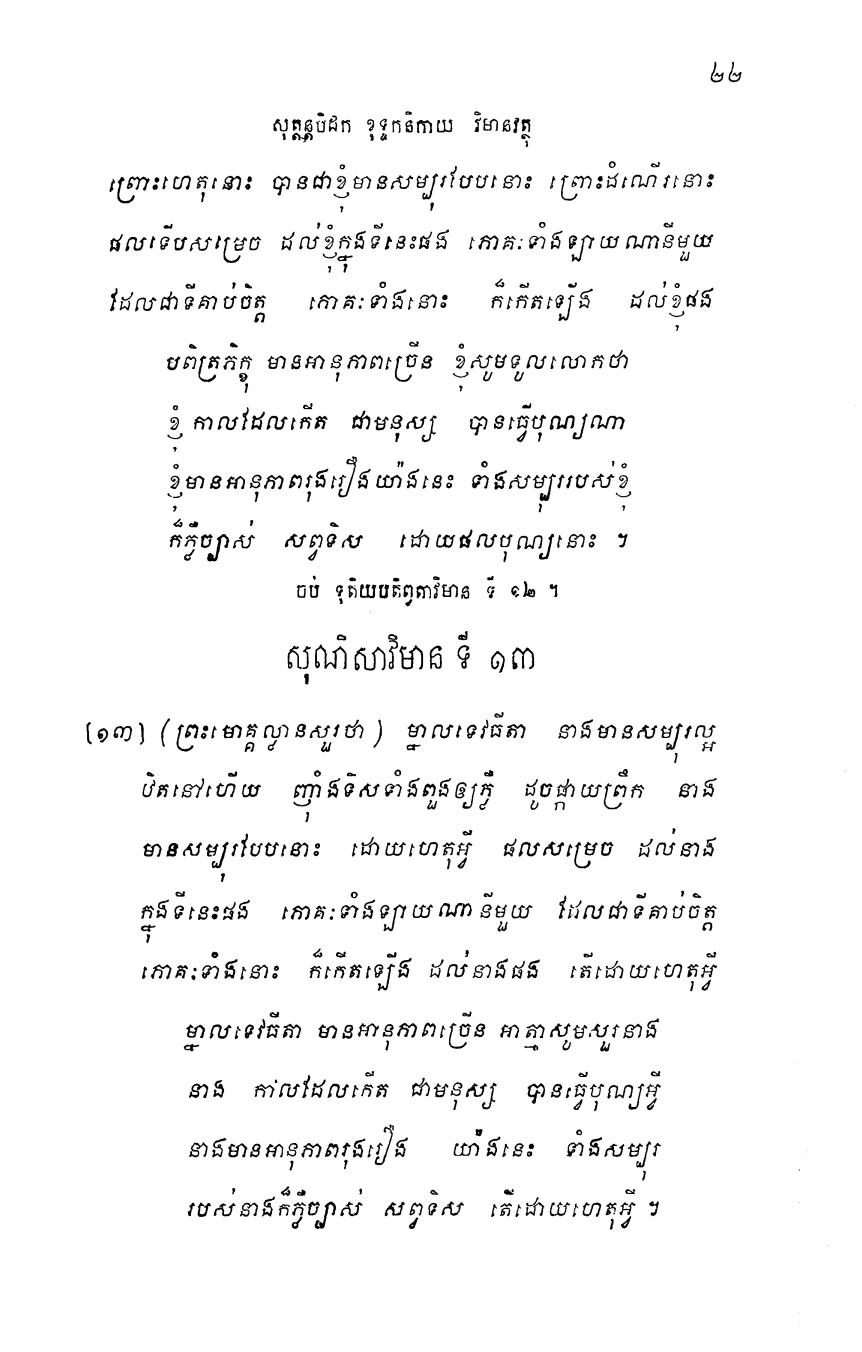 ២២
សុត្តន្តបិដក ខុទ្ទកនិកាយ វិមានវត្ថុ
ព្រោះហេតុនោះ បានជាខ្ញុំមានសម្បុរបែបនោះ ព្រោះដំណើរនោះ
ផលទើបសម្រេច ដល់ខ្ញុំក្នុងទីនេះផង ភោគៈទាំងឡាយណានីមួយ
ដែលជាទីគាប់ចិត្ត ភោគៈទាំងនោះ ក៏កើតឡើង ដល់ខ្ញុំផង
បពិត្រភិក្ខុ មានអានុភាពច្រើន ខ្ញុំសូមទូលលោកថា
ខ្ញុំ កាលដែលកើត ជាមនុស្ស បានធ្វើបុណ្យណា
ខ្ញុំមានអានុភាពរុងរឿងយ៉ាងនេះ ទាំងសម្បុររបស់ខ្ញុំ
ក៏ភ្លឺច្បាស់ សព្វទិស ដោយផលបុណ្យនោះ ។
ចប់ ទុតិយបតិព្វតាវិមាន ទី ១២ ។
សុណិសាវិមាន ទី ១៣
[១៣] (ព្រះមោគ្គល្លានសួរថា) ម្នាលទេវធីតា នាងមានសម្បុរល្អ
ឋិតនៅហើយ ញ៉ាំងទិសទាំងពួងឲ្យភ្លឺ ដូចផ្កាយព្រឹក នាង
មានសម្បុរបែបនោះ ដោយហេតុអ្វី ផលសម្រេច ដល់នាង
ក្នុងទីនេះផង ភោគៈទាំងឡាយណានីមួយ ដែលជាទីគាប់ចិត្ត
ភោគៈទាំងនោះ ក៏កើតឡើង ដល់នាងផង តើដោយហេតុអ្វី
ម្នាលទេវធីតា មានអានុភាពច្រើន អាត្មាសូមសួរនាង
នាង កាលដែលកើត ជាមនុស្ស បានធ្វើបុណ្យអ្វី
នាងមានអានុភាពរុងរឿង យ៉ាងនេះ ទាំងសម្បុរ
របស់នាងក៏ភ្លឺច្បាស់ សព្វទិស តើដោយហេតុអ្វី ។